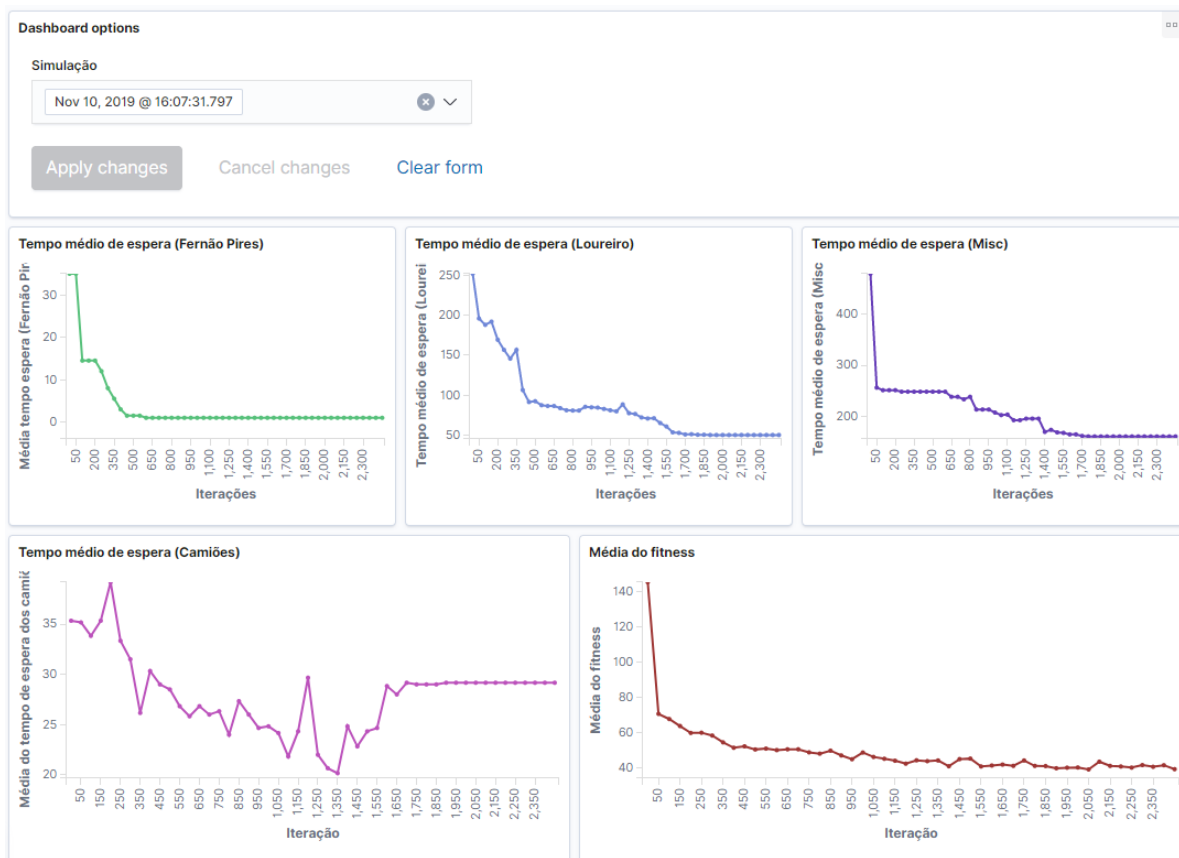 Dashboard options
Simulação
Nov 10, 2019 @ 16:07:31.797
Apply changes Cancel changes Clear form
Tempo médio de espera (Fernão Pires)
Média tempo espera (Fernão Pir
30
20
10
0
50 200 350 500 650 800 950 1,100 1,250 1,400 1,550 1,700 1,850 2,000 2,150 2,300
Iterações
Tempo médio de espera (Loureiro)
Tempo médio de espera (Lourei
250
200
150
100
50
50 200 350 500 650 800 950 1,100 1,250 1,400 1,550 1,700 1,850 2,000 2,150 2,300
Iterações
Tempo médio de espera (Misc)
Tempo médio de espera (Misc
400
300
200
50 200 350 500 650 800 950 1,100 1,250 1,400 1,550 1,700 1,850 2,000 2,150 2,300
Iterações
Tempo médio de espera (Camiões)
Média do tempo de espera dos camiõ
35
30
25
20
50 150 250 350 450 550 650 750 850 950 1,050 1,150 1,250 1,350 1,450 1,550 1,650 1,750 1,850 1,950 2,050 2,150 2,250 2,350
Iteração
Média do fitness
Média do fitness
140
120
100
80
60
40
50 150 250 350 450 550 650 750 850 950 1,050 1,150 1,250 1,350 1,450 1,550 1,650 1,750 1,850 1,950 2,050 2,150 2,250 2,350
Iteração